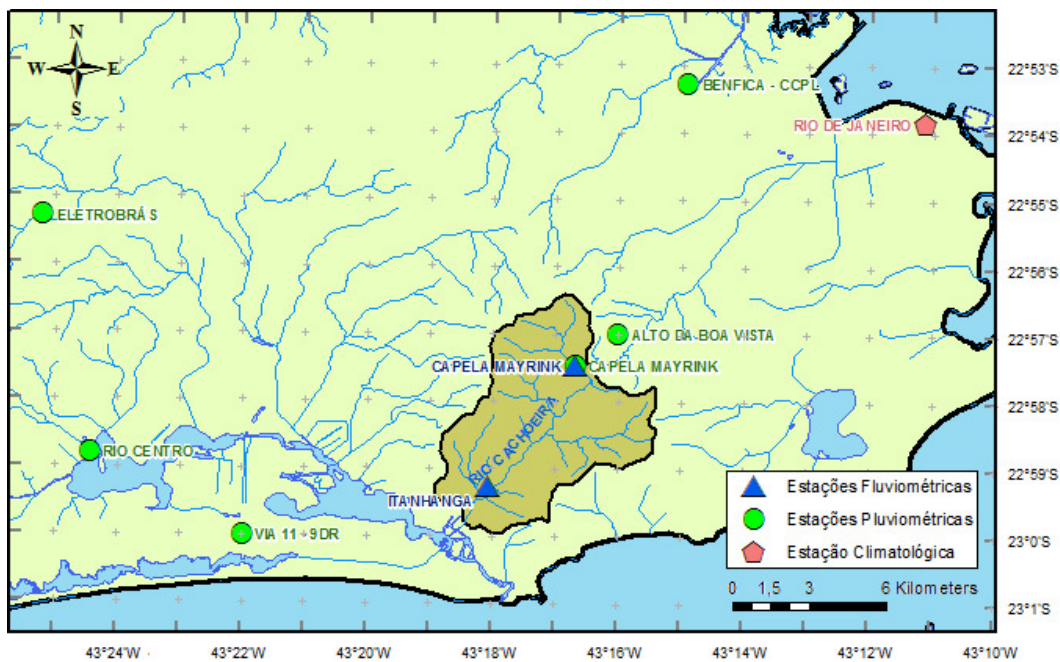 N
W E
S
BENFICA - CCPL
RIO DE JANEIRO
ELETROBRÁS
ALTO DA BOA VISTA
CAPELA MAYRINK
CAPELA MAYRINK
RIO CACHOEIRA
RIO CENTRO
ITANHANGA
VIA 11 - 9DR
Estações Fluviométricas
Estações Pluviométricas
Estação Climatológica
0 1,5 3 6 Kilometers
22°53'S
22°54'S
22°55'S
22°56'S
22°57'S
22°58'S
22°59'S
23°0'S
23°1'S
43°24'W 43°22'W 43°20'W 43°18'W 43°16'W 43°14'W 43°12'W 43°10'W